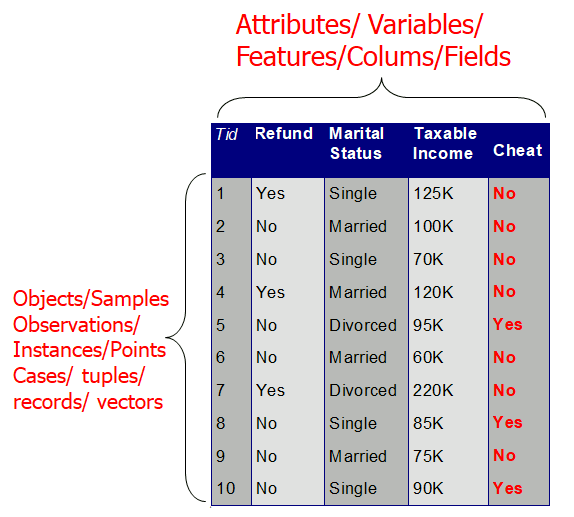 Attributes/ Variables/
Features/Colums/Fields
Tid Refund Marital Status Taxable Income Cheat
1 Yes Single 125K No
2 No Married 100K No
3 No Single 70K No
4 Yes Married 120K No
5 No Divorced 95K Yes
6 No Married 60K No
7 Yes Divorced 220K No
8 No Single 85K Yes
9 No Married 75K No
10 No Single 90K Yes
Objects/Samples
Observations/
Instances/Points
Cases/ tuples/
records/ vectors